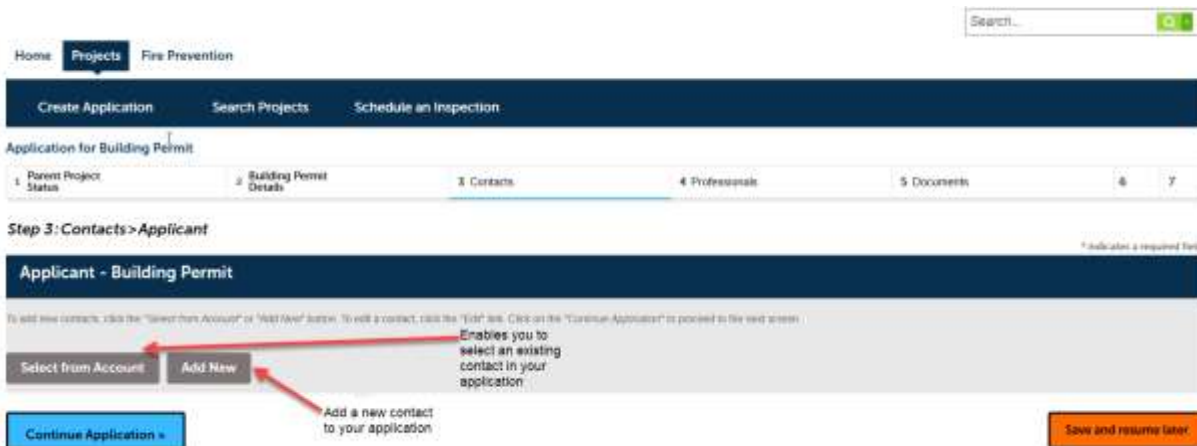 Search...
Home Projects Fire Prevention
Create Application Search Projects Schedule an Inspection
Application for Building Permit
1 Parent Project Status 2 Building Permit Details 3 Contacts 4 Professionals 5 Documents 6 7
Step 3: Contacts > Applicant
* indicates a required field
Applicant - Building Permit
To add new contacts, click the "Select from Account" or "Add New" button. To edit a contact, click the "Edit" link. Click on the "Continue Application" to proceed to the next screen.
Enables you to
select an existing
contact in your
application
Select from Account Add New
Add a new contact
to your application
Continue Application »
Save and resume later